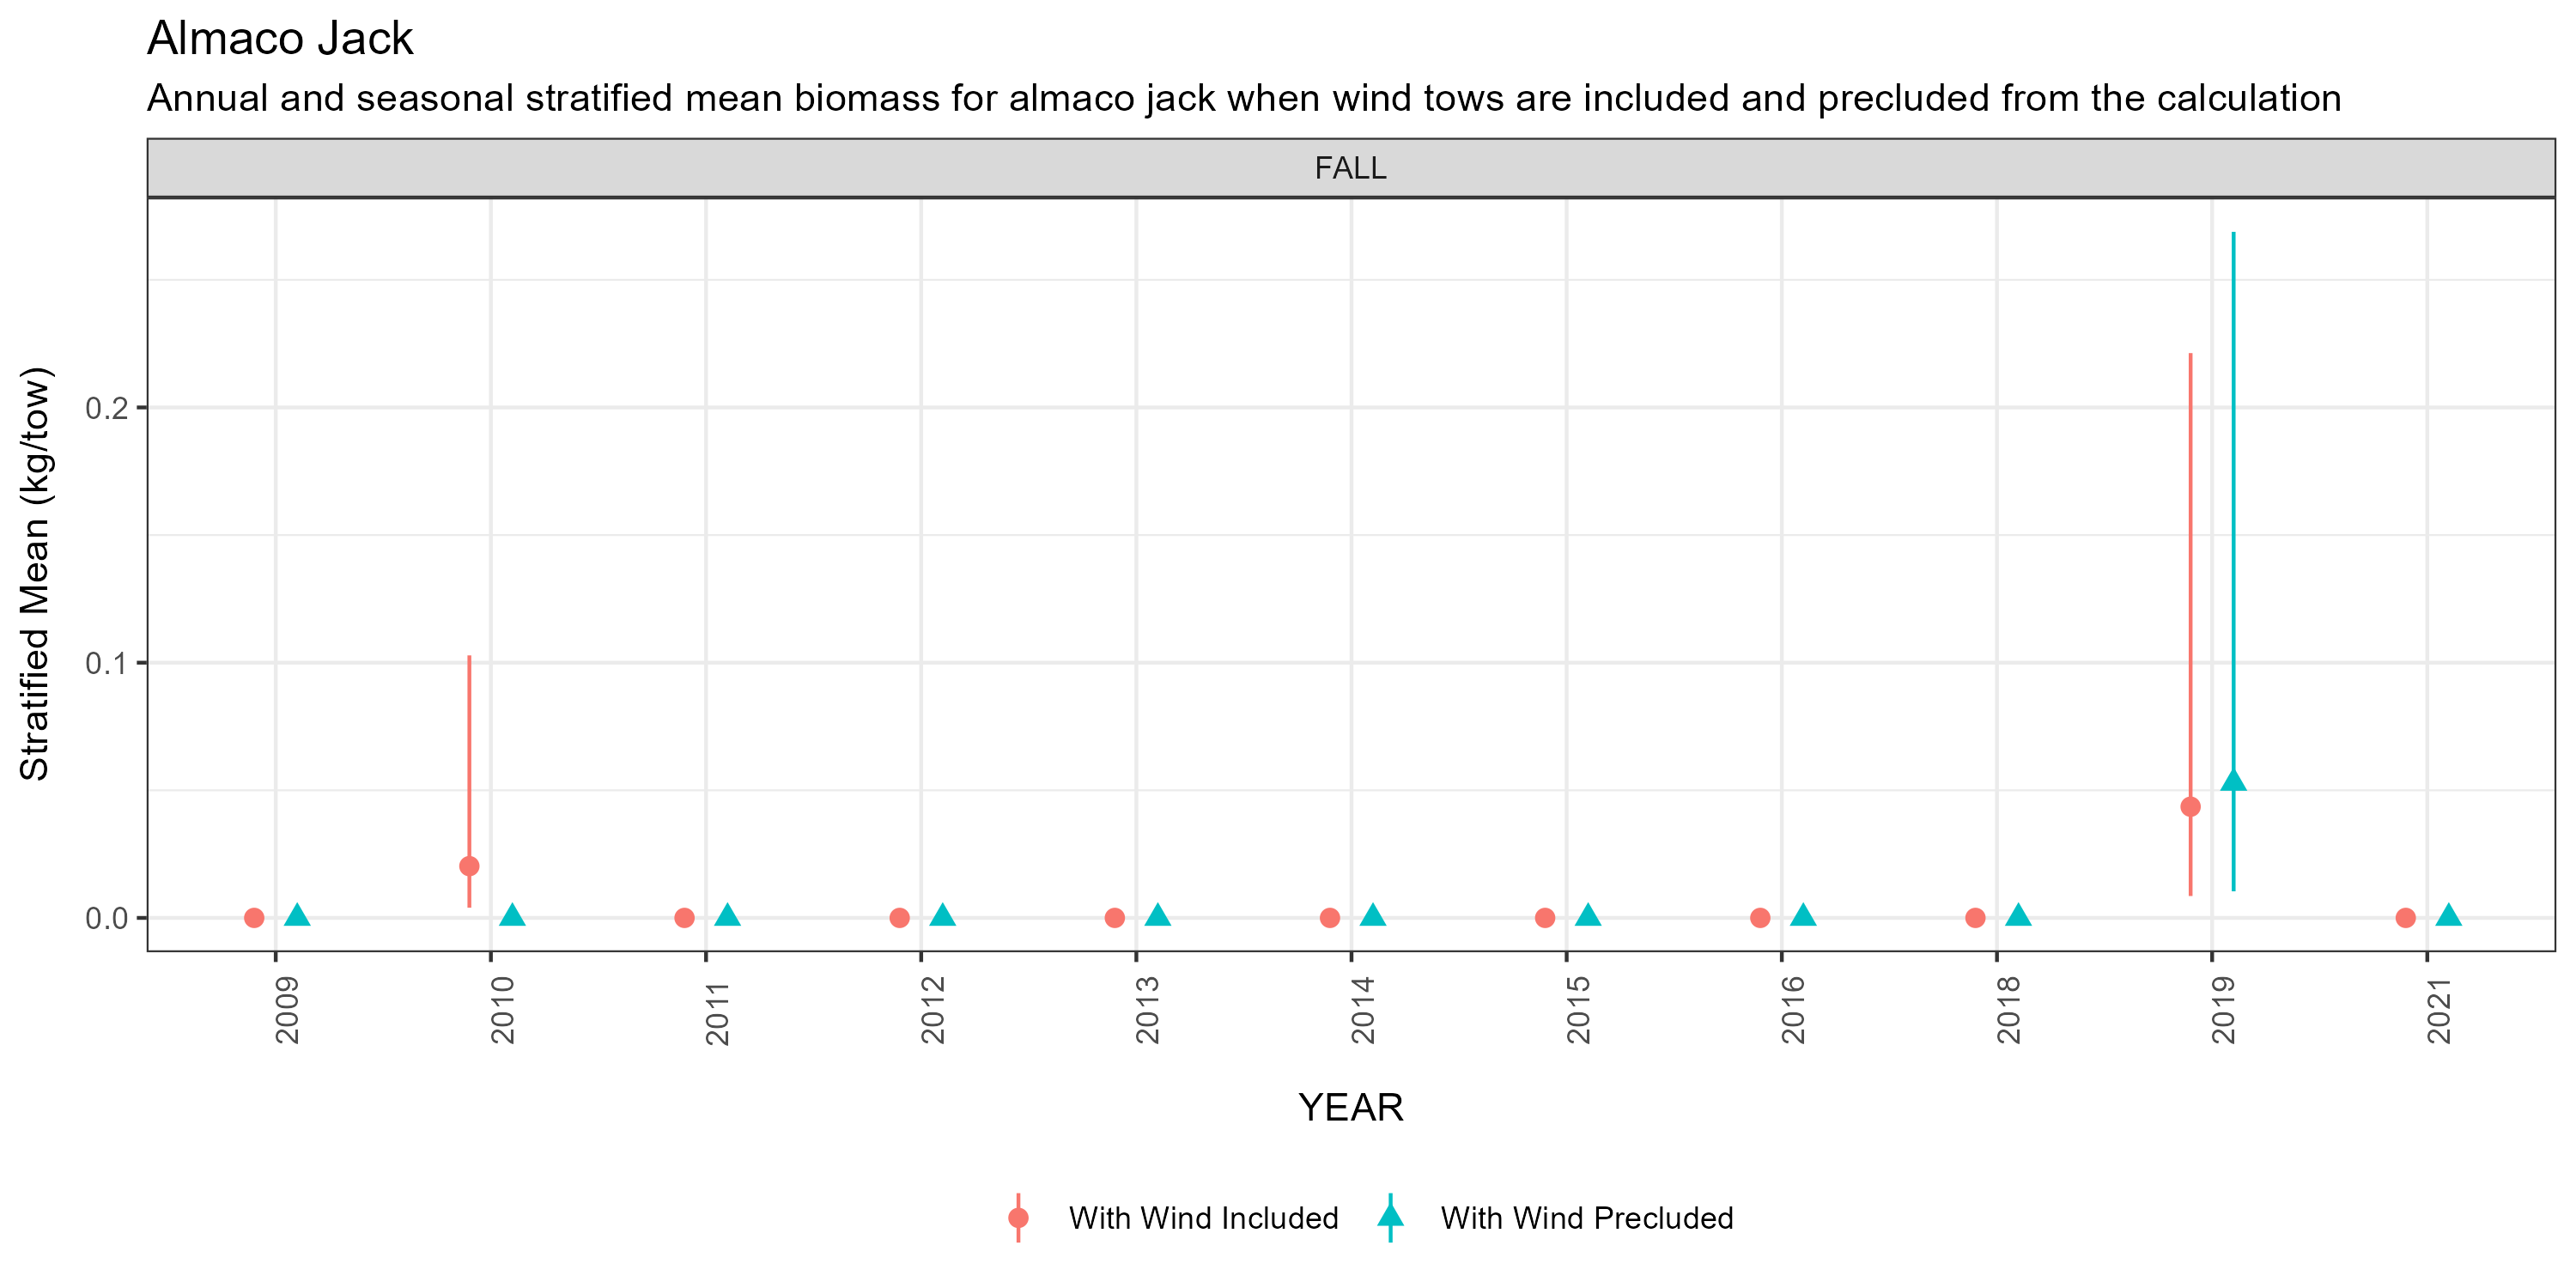 Almaco Jack
Annual and seasonal stratified mean biomass for almaco jack when wind tows are included and precluded from the calculation
FALL
Stratified Mean (kg/tow)
0.2
0.1
0.0
2009 2010 2011 2012 2013 2014 2015 2016 2018 2019 2021
YEAR
With Wind Included With Wind Precluded